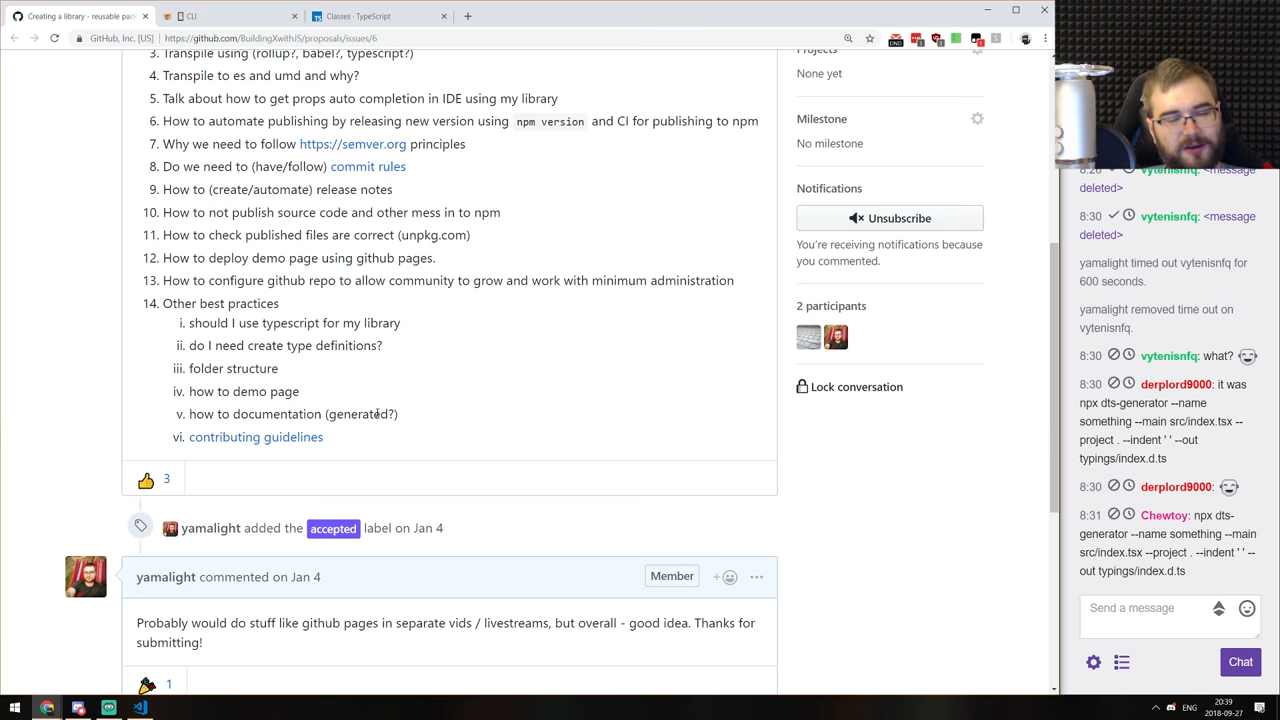 Creating a library - reusable pack
CLI
Classes · TypeScript
GitHub, Inc. [US]
https://github.com/BuildingXwithJS/proposals/issues/6
3. Transpiling (rollup?, babel?, typescript?)
4. Transpile to es and umd and why?
5. Talk about how to get props auto completion in IDE using my library
6. How to automate publishing by releasing new version using npm version and CI for publishing to npm
7. Why we need to follow https://semver.org principles
8. Do we need to (have/follow) commit rules
9. How to (create/automate) release notes
10. How to not publish source code and other mess in to npm
11. How to check published files are correct (unpkg.com)
12. How to deploy demo page using github pages.
13. How to configure github repo to allow community to grow and work with minimum administration
14. Other best practices
i. should I use typescript for my library
ii. do I need create type definitions?
iii. folder structure
iv. how to demo page
v. how to documentation (generated?)
vi. contributing guidelines
3
yamalight added the accepted label on Jan 4
yamalight commented on Jan 4
Member
Probably would do stuff like github pages in separate vids / livestreams, but overall - good idea. Thanks for
submitting!
1
Projects
None yet
Milestone
No milestone
Notifications
Unsubscribe
You're receiving notifications because
you commented.
2 participants
Lock conversation
8:26 vytenisnfq: <message
deleted>
8:30 vytenisnfq: <message
deleted>
yamalight timed out vytenisnfq for
600 seconds.
yamalight removed time out on
vytenisnfq.
8:30 vytenisnfq: what?
8:30 derplord9000: it was
npx dts-generator --name
something --main src/index.tsx --
project . --indent ' ' --out
typings/index.d.ts
8:30 derplord9000:
8:31 Chewtoy: npx dts-
generator --name something --main
src/index.tsx --project . --indent ' ' --
out typings/index.d.ts
Send a message
Chat
ENG
20:39
2018-09-27